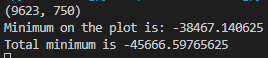 (9623, 750)
Minimum on the plot is: -38467.140625
Total minimum is -45666.59765625